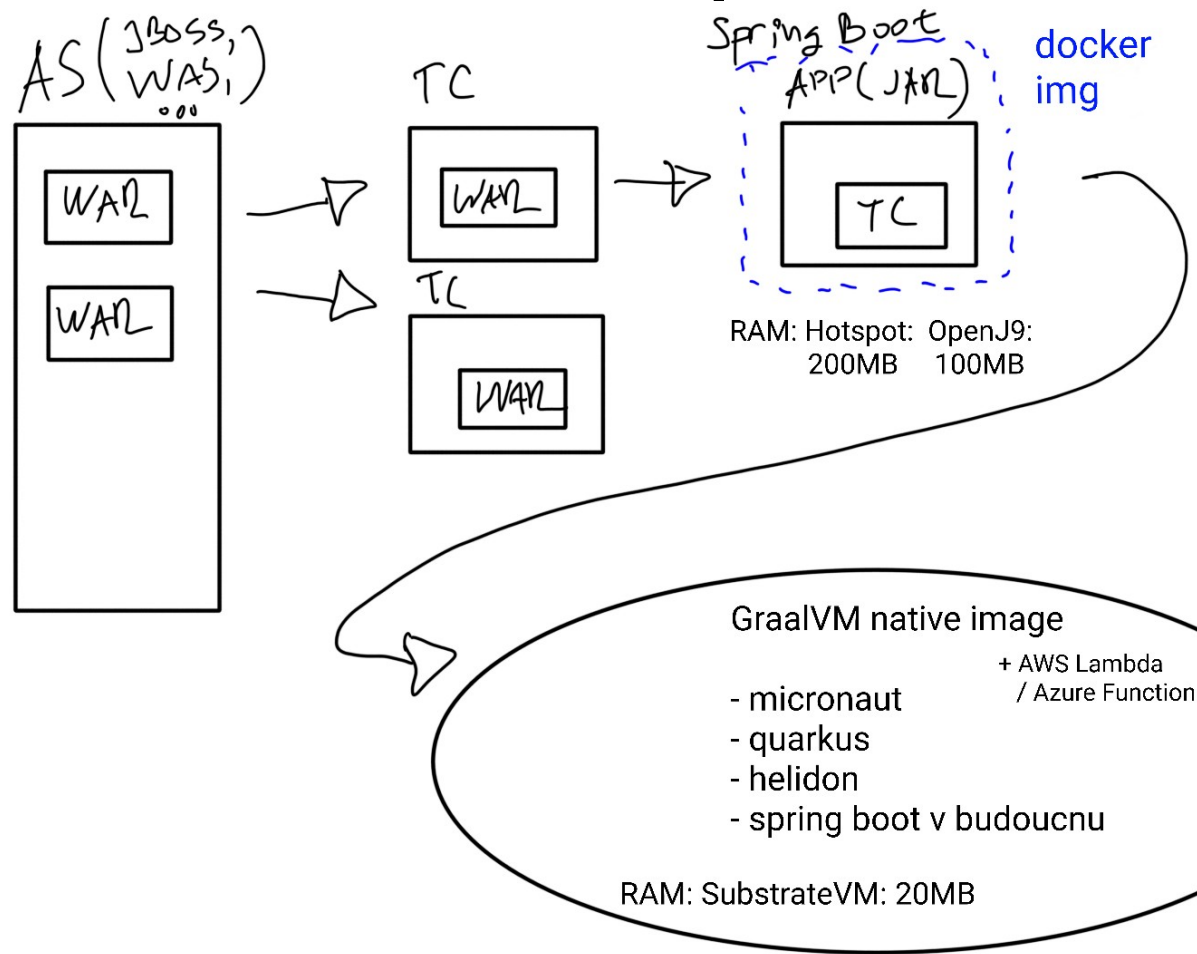 AS (JBOSS,
WAS,
...)
WAR
WAR
TC
WAR
TC
WAR
Spring Boot
APP (JAR)
TC
docker
img
RAM: Hotspot: OpenJ9:
200MB 100MB
GraalVM native image
+ AWS Lambda
/ Azure Function
- micronaut
- quarkus
- helidon
- spring boot v budoucnu
RAM: SubstrateVM: 20MB